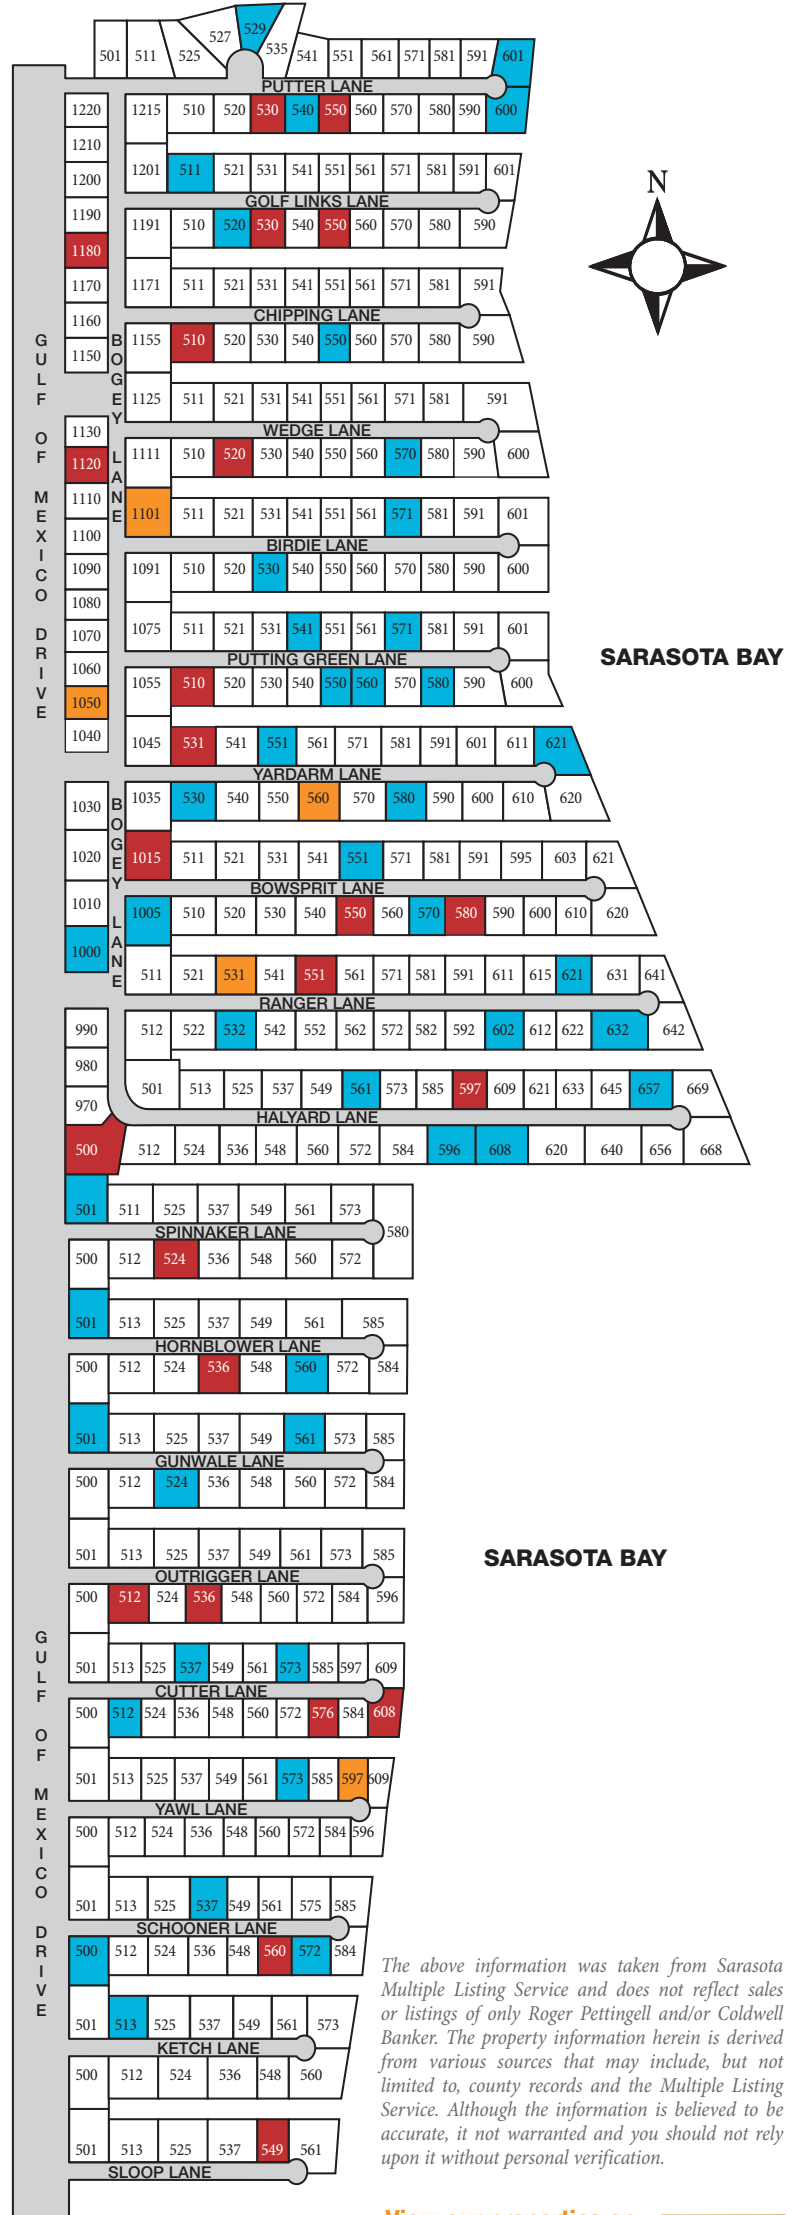 501 511 525 527 529 535 541 551 561 571 581 591 601
PUTTER LANE
1220 1215 510 520 530 540 550 560 570 580 590 600
1210
1200 1201 511 521 531 541 551 561 571 581 591 601
GOLF LINKS LANE
1190 1191 510 520 530 540 550 560 570 580 590
1180
1170 1171 511 521 531 541 551 561 571 581 591
CHIPPING LANE
1160
1150 1155 510 520 530 540 550 560 570 580 590
1125 511 521 531 541 551 561 571 581 591
WEDGE LANE
1130
1120 1111 510 520 530 540 550 560 570 580 590 600
1110 1101 511 521 531 541 551 561 571 581 591 601
BIRDIE LANE
1100
1090 1091 510 520 530 540 550 560 570 580 590 600
1080
1070 1075 511 521 531 541 551 561 571 581 591 601
PUTTING GREEN LANE
1060
1050 1055 510 520 530 540 550 560 570 580 590 600
1040 1045 531 541 551 561 571 581 591 601 611 621
YARDARM LANE
1030 1035 530 540 550 560 570 580 590 600 610 620
1020 1015 511 521 531 541 551 571 581 591 595 603 621
BOWSPRIT LANE
1010 1005 510 520 530 540 550 560 570 580 590 600 610 620
1000
511 521 531 541 551 561 571 581 591 611 615 621 631 641
RANGER LANE
990 512 522 532 542 552 562 572 582 592 602 612 622 632 642
980
970 501 513 525 537 549 561 573 585 597 609 621 633 645 657 669
HALYARD LANE
500 512 524 536 548 560 572 584 596 608 620 640 656 668
501 511 525 537 549 561 573 580
SPINNAKER LANE
500 512 524 536 548 560 572
501 513 525 537 549 561 585
HORNBLOWER LANE
500 512 524 536 548 560 572 584
501 513 525 537 549 561 573 585
GUNWALE LANE
500 512 524 536 548 560 572 584
501 513 525 537 549 561 573 585
OUTRIGGER LANE
500 512 524 536 548 560 572 584 596
501 513 525 537 549 561 573 585 597 609
CUTTER LANE
500 512 524 536 548 560 572 576 584 608
501 513 525 537 549 561 573 585 597 609
YAWL LANE
500 512 524 536 548 560 572 584 596
501 513 525 537 549 561 575 585
SCHOONER LANE
500 512 524 536 548 560 572 584
501 513 525 537 549 561 573
KETCH LANE
500 512 524 536 548 560
501 513 525 537 549 561
SLOOP LANE
GULF OF MEXICO DRIVE
BOGEY LANE
BOGEY LANE
GULF OF MEXICO DRIVE
N
SARASOTA BAY
SARASOTA BAY
The above information was taken from Sarasota
Multiple Listing Service and does not reflect sales
or listings of only Roger Pettingell and/or Coldwell
Banker. The property information herein is derived
from various sources that may include, but not
limited to, county records and the Multiple Listing
Service. Although the information is believed to be
accurate, it not warranted and you should not rely
upon it without personal verification.